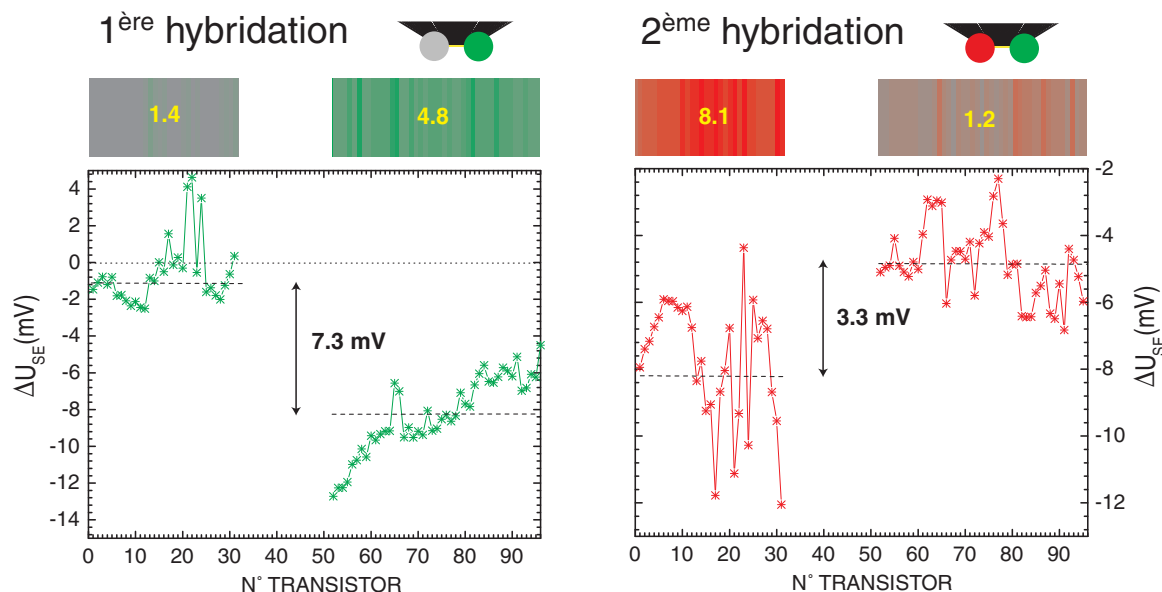 1ère hybridation
2ème hybridation
1.4
4.8
8.1
1.2
4
2
0
-2
-4
-6
-8
-10
-12
-14
ΔU_SE (mV)
7.3 mV
0 10 20 30 40 50 60 70 80 90
N° TRANSISTOR
-2
-4
-6
-8
-10
-12
ΔU_SE (mV)
3.3 mV
0 10 20 30 40 50 60 70 80 90
N° TRANSISTOR